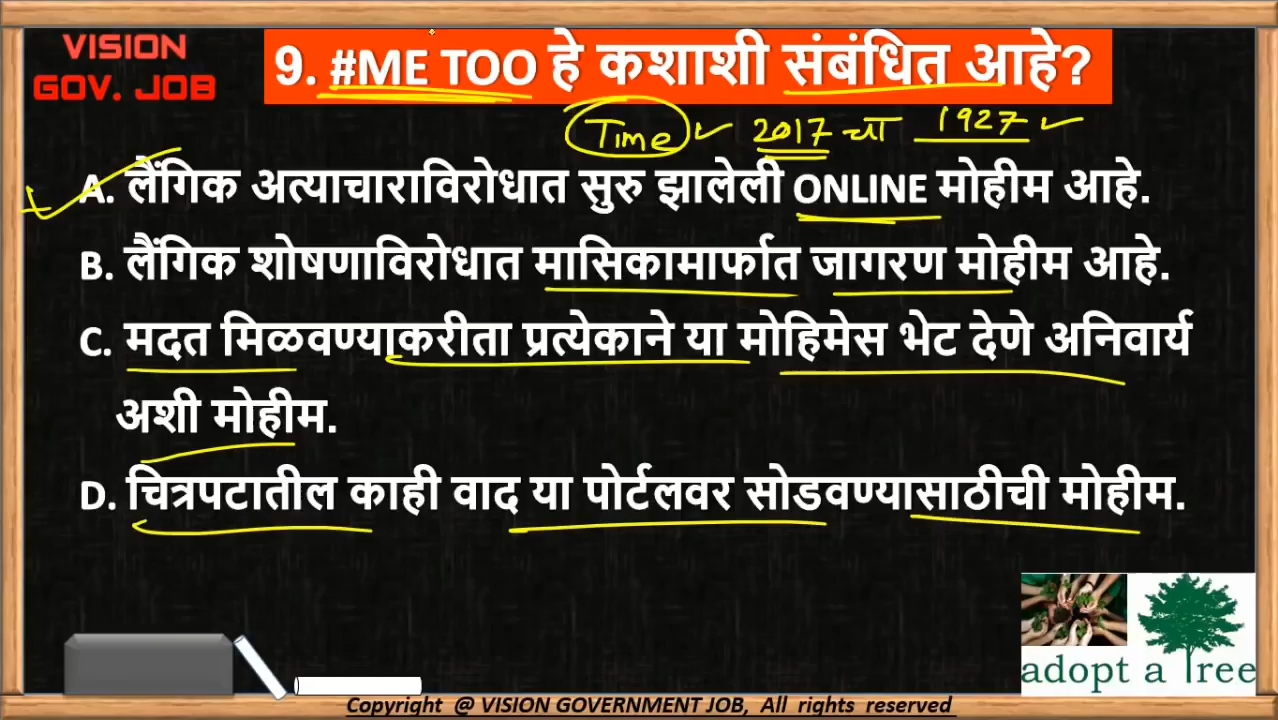 VISION
GOV. JOB
9. #ME TOO हे कशाशी संबंधित आहे?
Time 2017 चा 1927
A. लैंगिक अत्याचाराविरोधात सुरु झालेली ONLINE मोहीम आहे.
B. लैंगिक शोषणाविरोधात मासिकामार्फात जागरण मोहीम आहे.
C. मदत मिळवण्याकरीता प्रत्येकाने या मोहिमेस भेट देणे अनिवार्य
अशी मोहीम.
D. चित्रपटातील काही वाद या पोर्टलवर सोडवण्यासाठीची मोहीम.
adopt a Tree
Copyright @ VISION GOVERNMENT JOB, All rights reserved